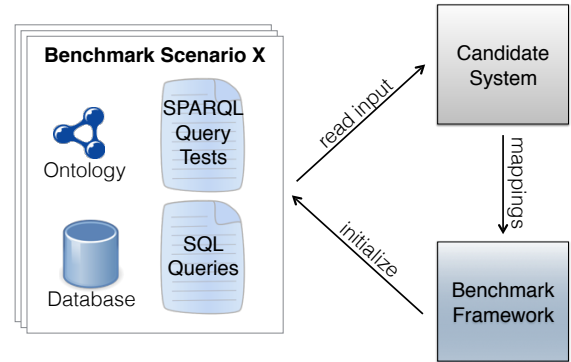 Benchmark Scenario X
SPARQL
Query
Tests
Ontology
SQL
Queries
Database
read input
initialize
Candidate
System
mappings
Benchmark
Framework